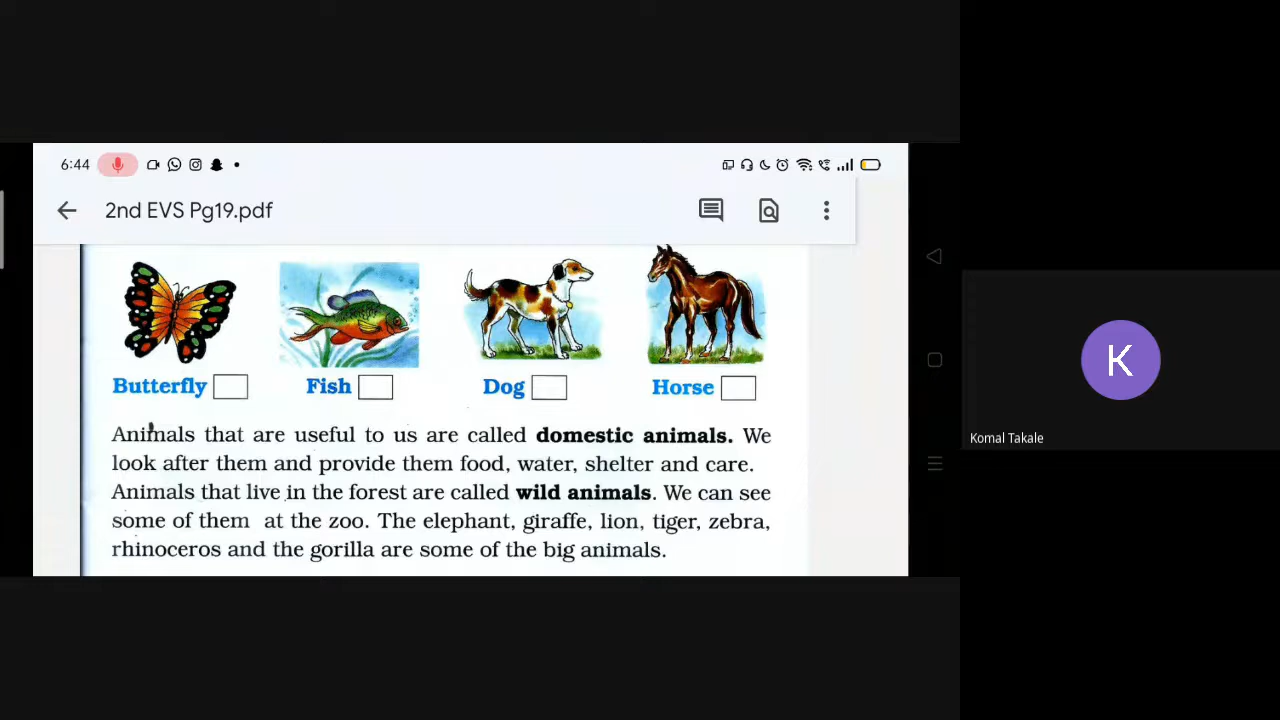 6:44
2nd EVS Pg19.pdf
Butterfly Fish Dog Horse
Animals that are useful to us are called domestic animals. We
look after them and provide them food, water, shelter and care.
Animals that live in the forest are called wild animals. We can see
some of them at the zoo. The elephant, giraffe, lion, tiger, zebra,
rhinoceros and the gorilla are some of the big animals.
K
Komal Takale